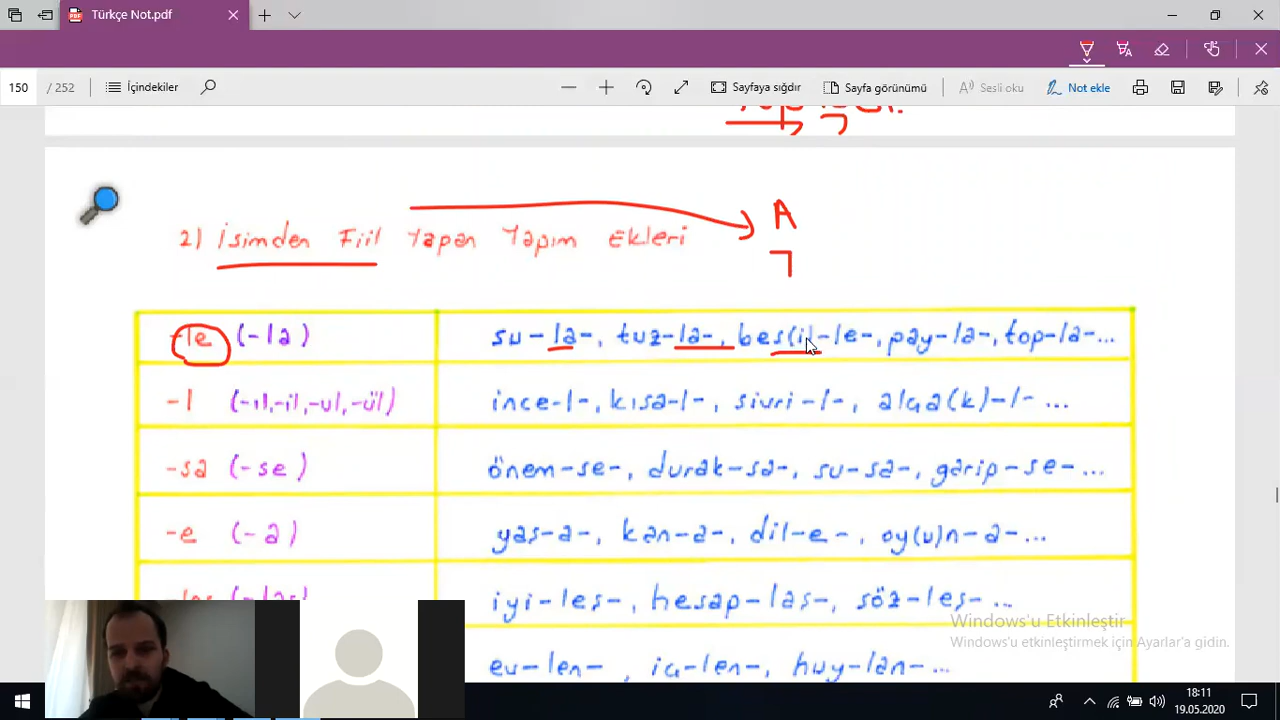 Türkçe Not.pdf
150 / 252 İçindekiler Sayfaya sığdır Sayfa görünümü Sesli oku Not ekle
A
2) İsimden Fiil Yapan Yapım Ekleri
-le (-la) su-la-, tuz-la-, bes(i)-le-, pay-la-, top-la-...
-l (-ıl,-il,-ul,-ül) ince-l-, kısa-l-, sivri-l-, alça(k)-l- ...
-sa (-se) önem-se-, durak-sa-, su-sa-, garip-se-...
-e (-a) yaş-a-, kan-a-, dil-e-, oy(u)n-a-...
iyi-leş-, hesap-laş-, söz-leş- ...
ev-len-, iç-len-, huy-lan-...
Windows'u Etkinleştir
Windows'u etkinleştirmek için Ayarlar'a gidin.
18:11
19.05.2020